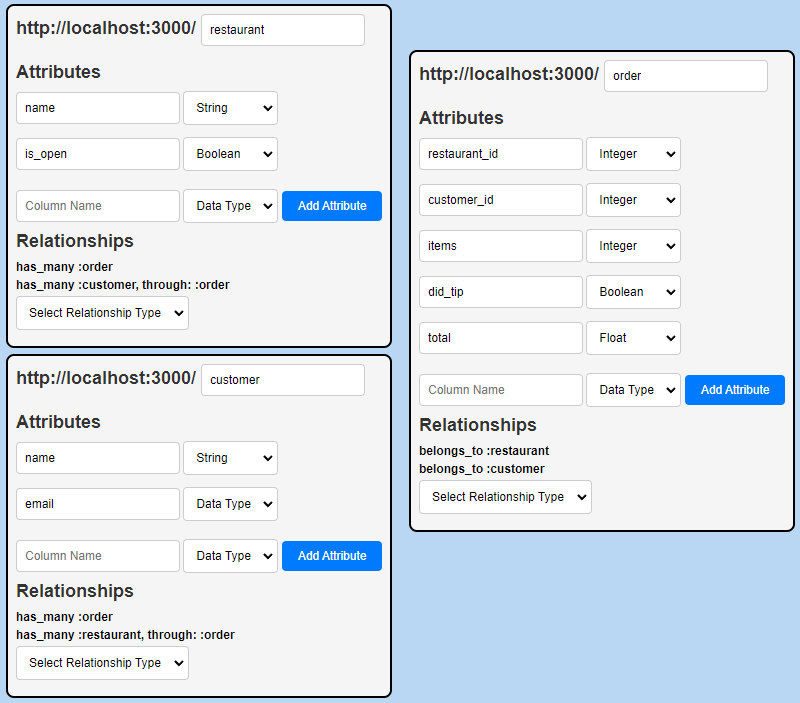 http://localhost:3000/ restaurant
Attributes
name String
is_open Boolean
Column Name Data Type Add Attribute
Relationships
has_many :order
has_many :customer, through: :order
Select Relationship Type
http://localhost:3000/ customer
Attributes
name String
email Data Type
Column Name Data Type Add Attribute
Relationships
has_many :order
has_many :restaurant, through: :order
Select Relationship Type
http://localhost:3000/ order
Attributes
restaurant_id Integer
customer_id Integer
items Integer
did_tip Boolean
total Float
Column Name Data Type Add Attribute
Relationships
belongs_to :restaurant
belongs_to :customer
Select Relationship Type